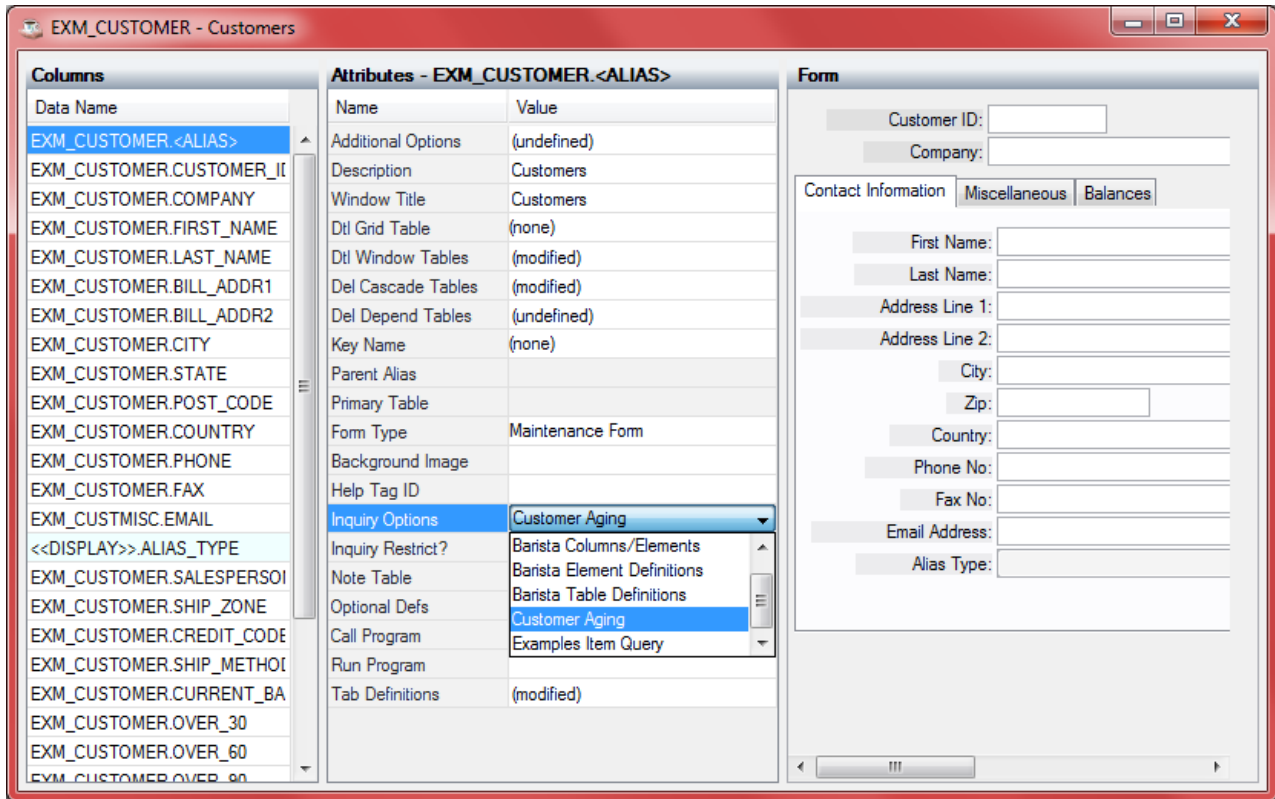 EXM_CUSTOMER - Customers
Columns
Data Name
EXM_CUSTOMER.<ALIAS>
EXM_CUSTOMER.CUSTOMER_I
EXM_CUSTOMER.COMPANY
EXM_CUSTOMER.FIRST_NAME
EXM_CUSTOMER.LAST_NAME
EXM_CUSTOMER.BILL_ADDR1
EXM_CUSTOMER.BILL_ADDR2
EXM_CUSTOMER.CITY
EXM_CUSTOMER.STATE
EXM_CUSTOMER.POST_CODE
EXM_CUSTOMER.COUNTRY
EXM_CUSTOMER.PHONE
EXM_CUSTOMER.FAX
EXM_CUSTMISC.EMAIL
<<DISPLAY>>.ALIAS_TYPE
EXM_CUSTOMER.SALESPERSO
EXM_CUSTOMER.SHIP_ZONE
EXM_CUSTOMER.CREDIT_CODE
EXM_CUSTOMER.SHIP_METHO
EXM_CUSTOMER.CURRENT_BA
EXM_CUSTOMER.OVER_30
EXM_CUSTOMER.OVER_60
EXM_CUSTOMER.OVER_90
Attributes - EXM_CUSTOMER.<ALIAS>
Name Value
Additional Options (undefined)
Description Customers
Window Title Customers
Dtl Grid Table (none)
Dtl Window Tables (modified)
Del Cascade Tables (modified)
Del Depend Tables (undefined)
Key Name (none)
Parent Alias
Primary Table
Form Type Maintenance Form
Background Image
Help Tag ID
Inquiry Options Customer Aging
Inquiry Restrict?
Note Table
Optional Defs
Call Program
Run Program
Tab Definitions (modified)
Barista Columns/Elements
Barista Element Definitions
Barista Table Definitions
Customer Aging
Examples Item Query
Form
Customer ID:
Company:
Contact Information Miscellaneous Balances
First Name:
Last Name:
Address Line 1:
Address Line 2:
City:
Zip:
Country:
Phone No:
Fax No:
Email Address:
Alias Type: